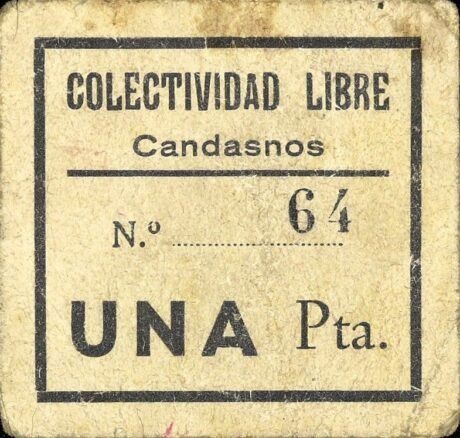 COLECTIVIDAD LIBRE
Candasnos
N.º 64
UNA Pta.